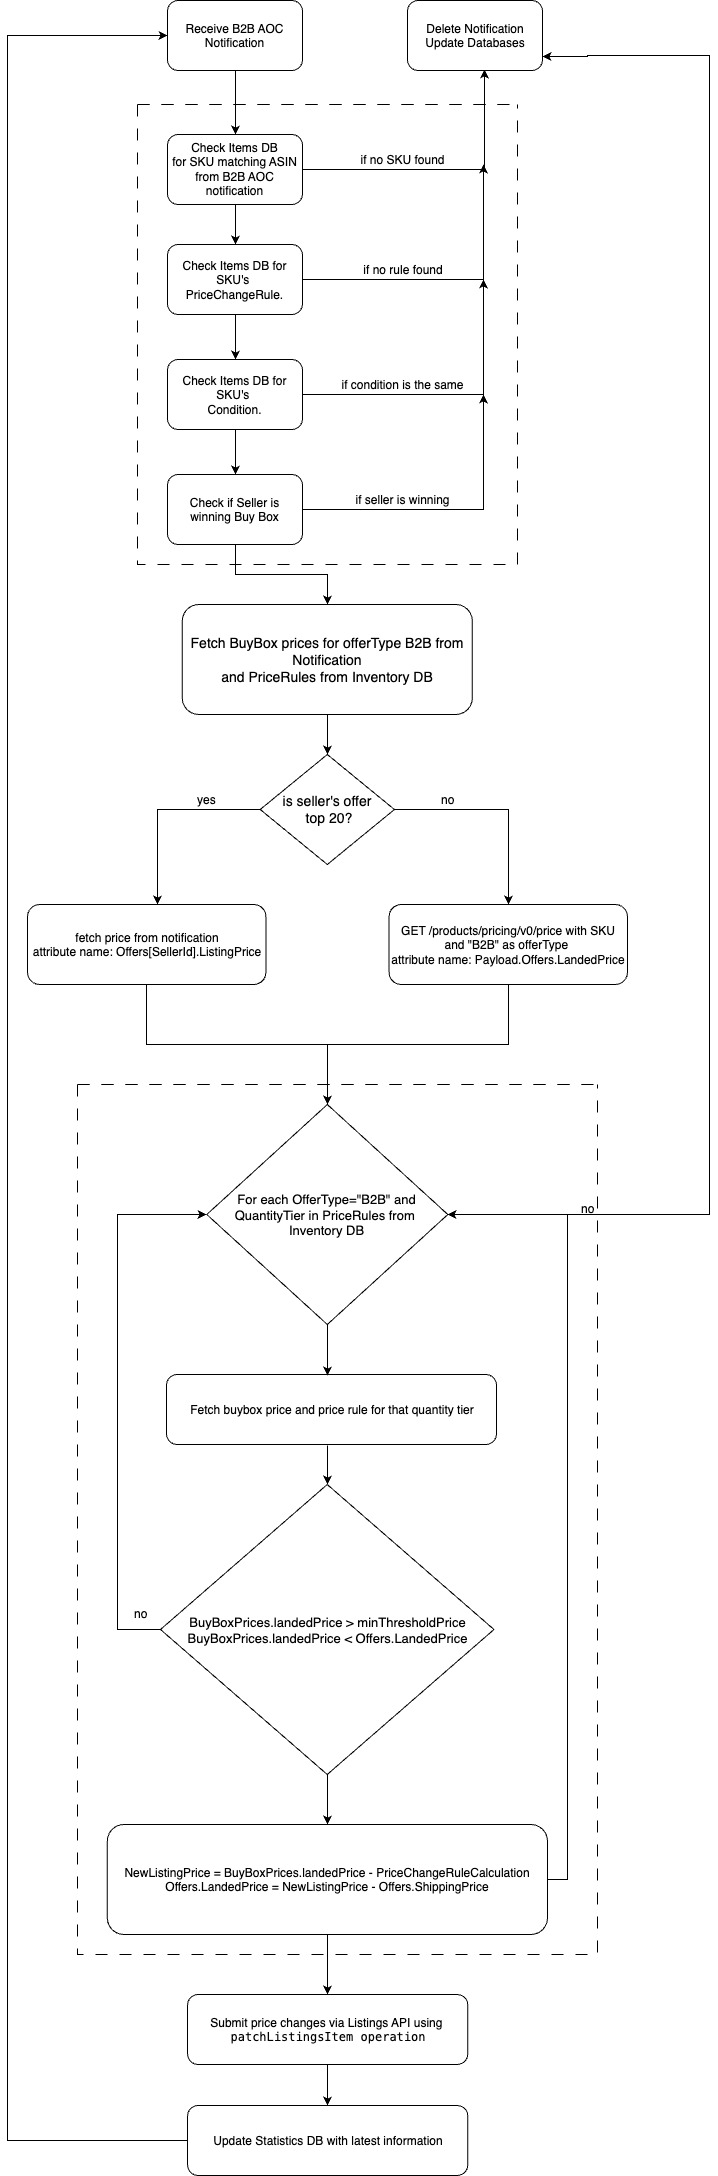 Receive B2B AOC
Notification
Delete Notification
Update Databases
Check Items DB
for SKU matching ASIN
from B2B AOC
notification
if no SKU found
Check Items DB for
SKU's
PriceChangeRule.
if no rule found
Check Items DB for
SKU's
Condition.
if condition is the same
Check if Seller is
winning Buy Box
if seller is winning
Fetch BuyBox prices for offerType B2B from
Notification
and PriceRules from Inventory DB
is seller's offer
top 20?
yes
no
fetch price from notification
attribute name: Offers[SellerId].ListingPrice
GET /products/pricing/v0/price with SKU
and "B2B" as offerType
attribute name: Payload.Offers.LandedPrice
For each OfferType="B2B" and
QuantityTier in PriceRules from
Inventory DB
no
Fetch buybox price and price rule for that quantity tier
BuyBoxPrices.landedPrice > minThresholdPrice
BuyBoxPrices.landedPrice < Offers.LandedPrice
no
NewListingPrice = BuyBoxPrices.landedPrice - PriceChangeRuleCalculation
Offers.LandedPrice = NewListingPrice - Offers.ShippingPrice
Submit price changes via Listings API using
patchListingsItem operation
Update Statistics DB with latest information